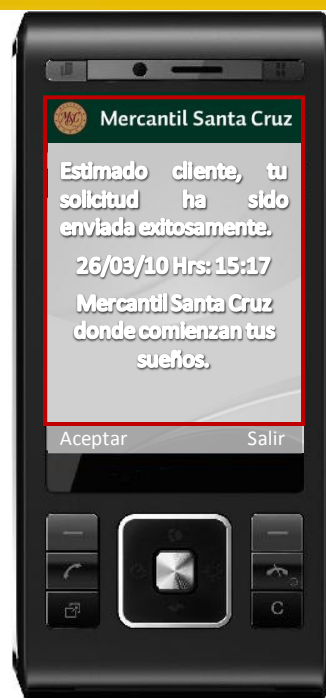 MSC Mercantil Santa Cruz
Estimado cliente, tu
solicitud ha sido
enviada exitosamente.
26/03/10 Hrs: 15:17
Mercantil Santa Cruz
donde comienzan tus
sueños.
Aceptar Salir
C